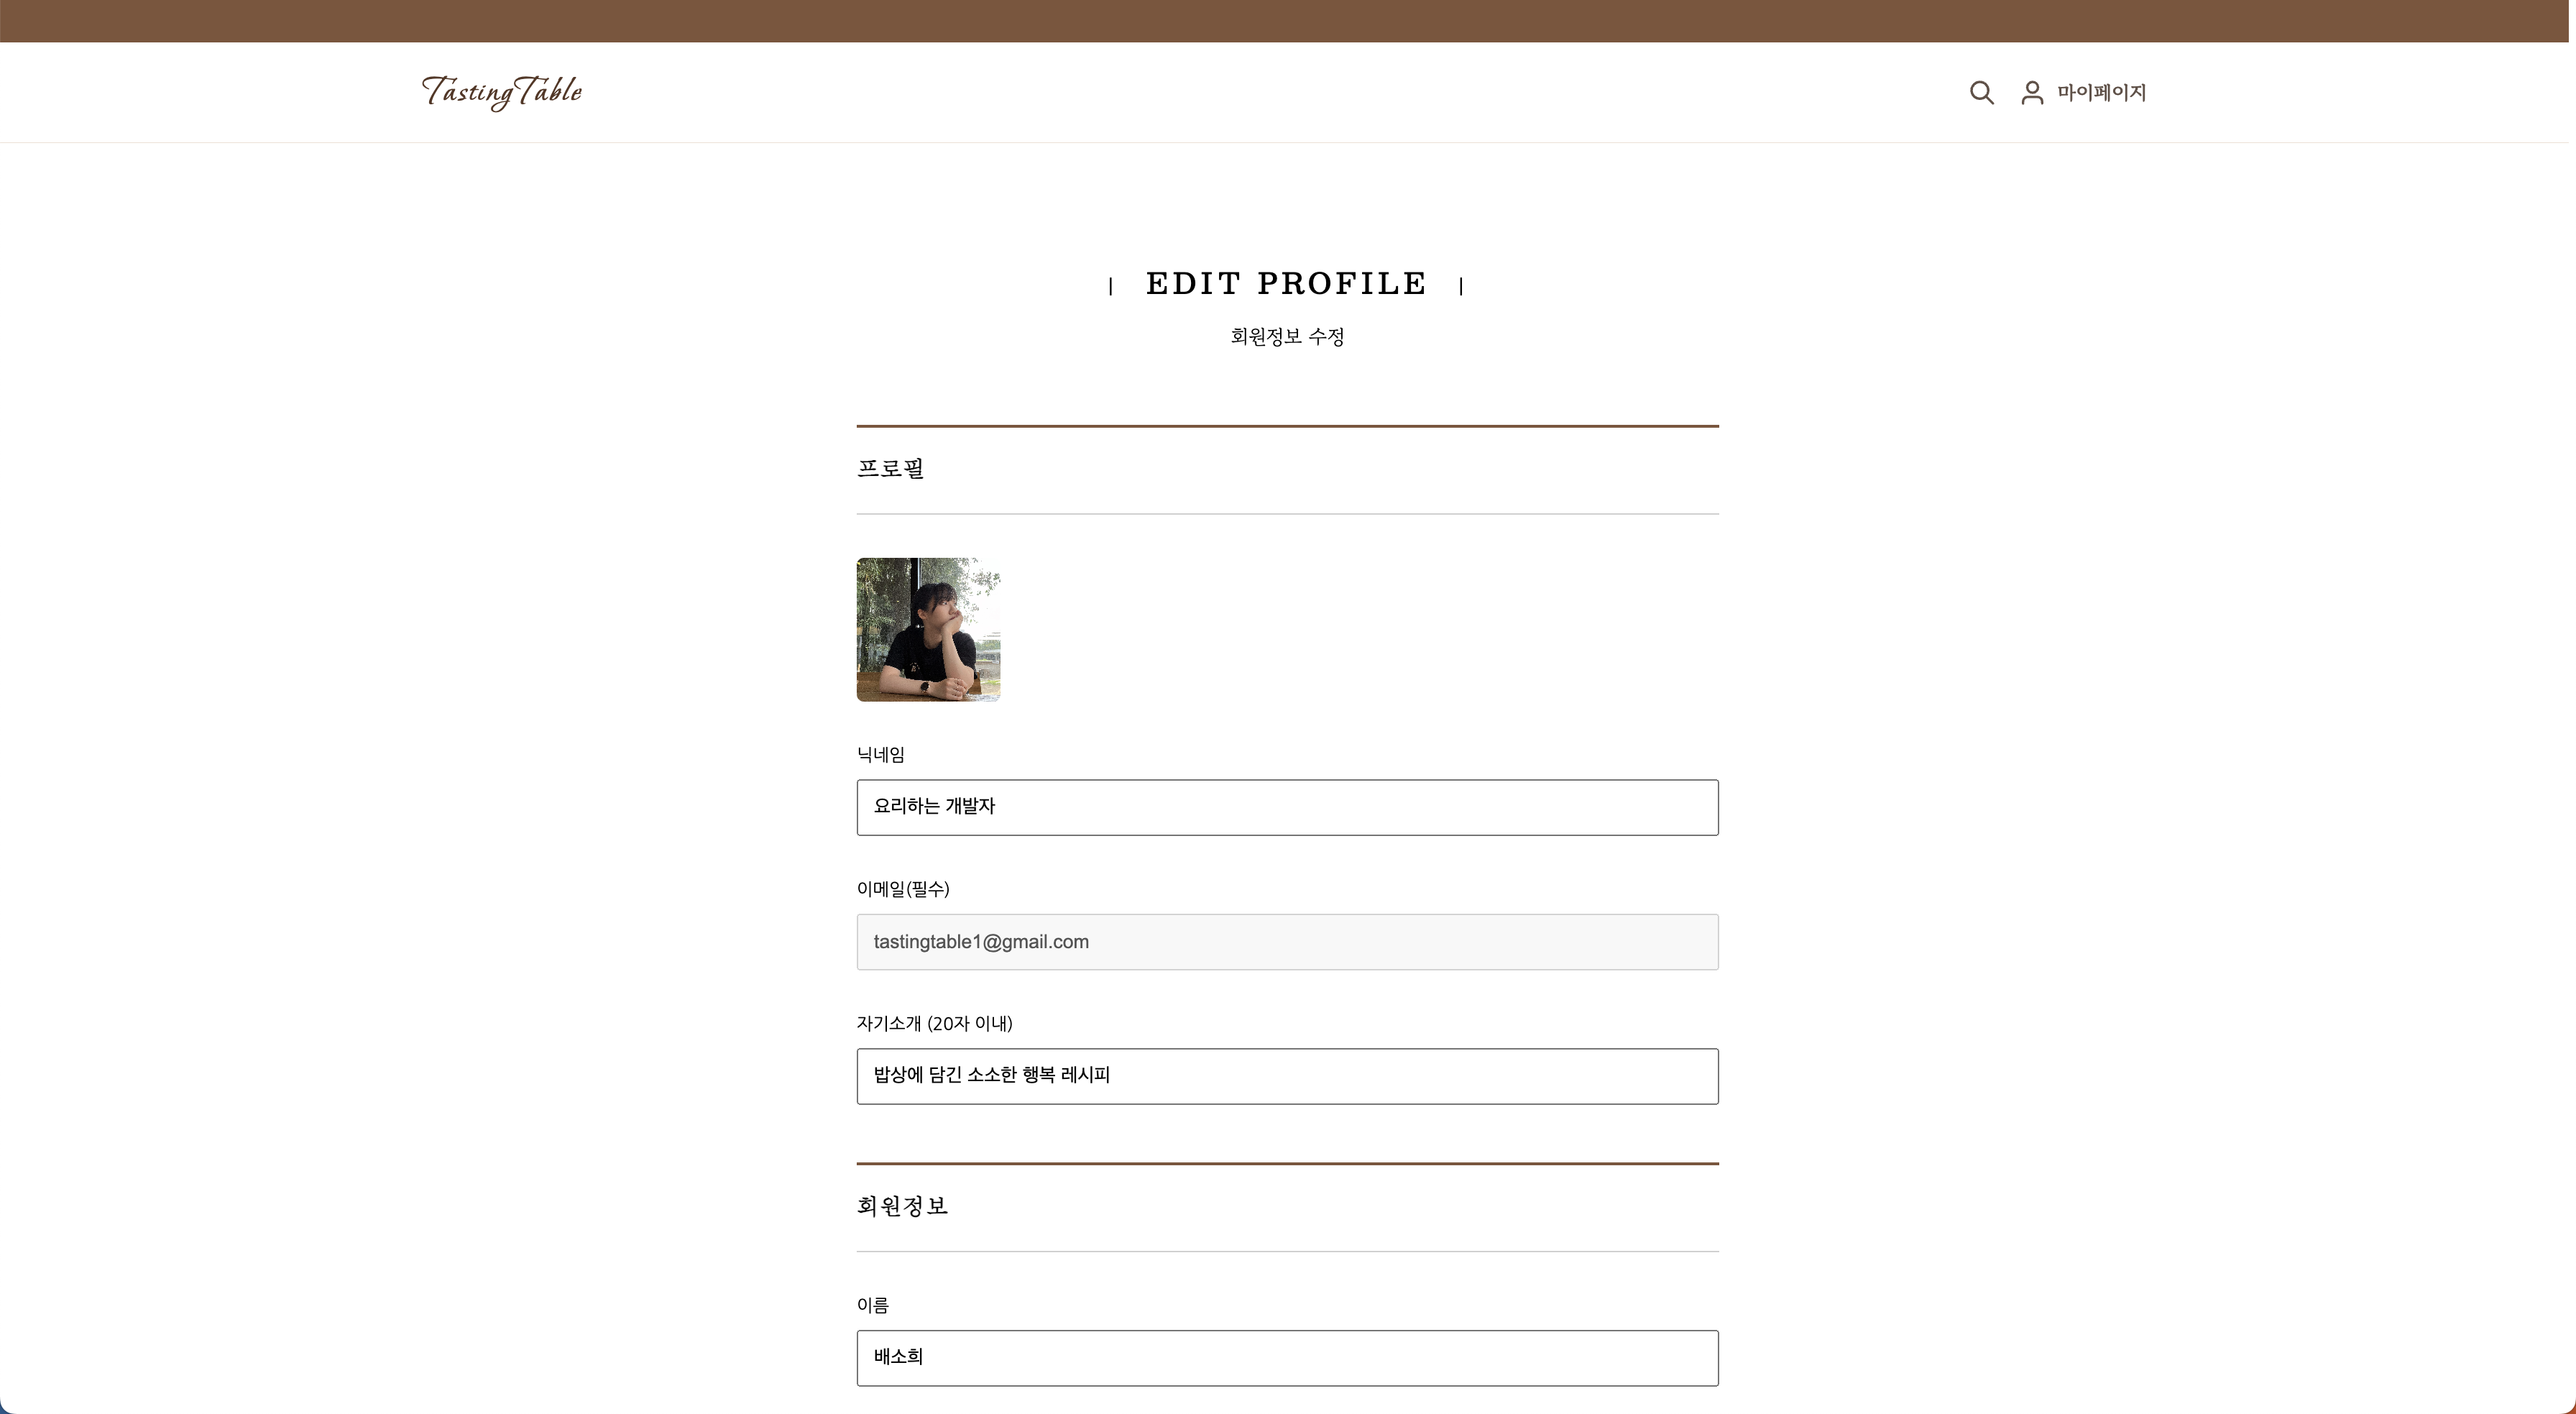 TastingTable
마이페이지
EDIT PROFILE
회원정보 수정
프로필
닉네임
요리하는 개발자
이메일(필수)
tastingtable1@gmail.com
자기소개 (20자 이내)
밥상에 담긴 소소한 행복 레시피
회원정보
이름
배소희